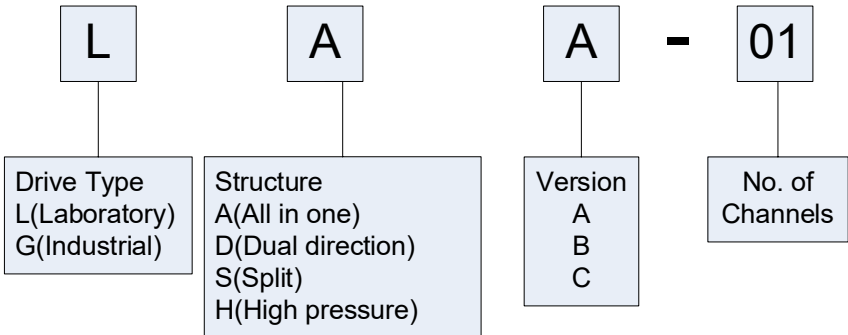 L A A - 01
Drive Type
L(Laboratory)
G(Industrial)
Structure
A(All in one)
D(Dual direction)
S(Split)
H(High pressure)
Version
A
B
C
No. of
Channels